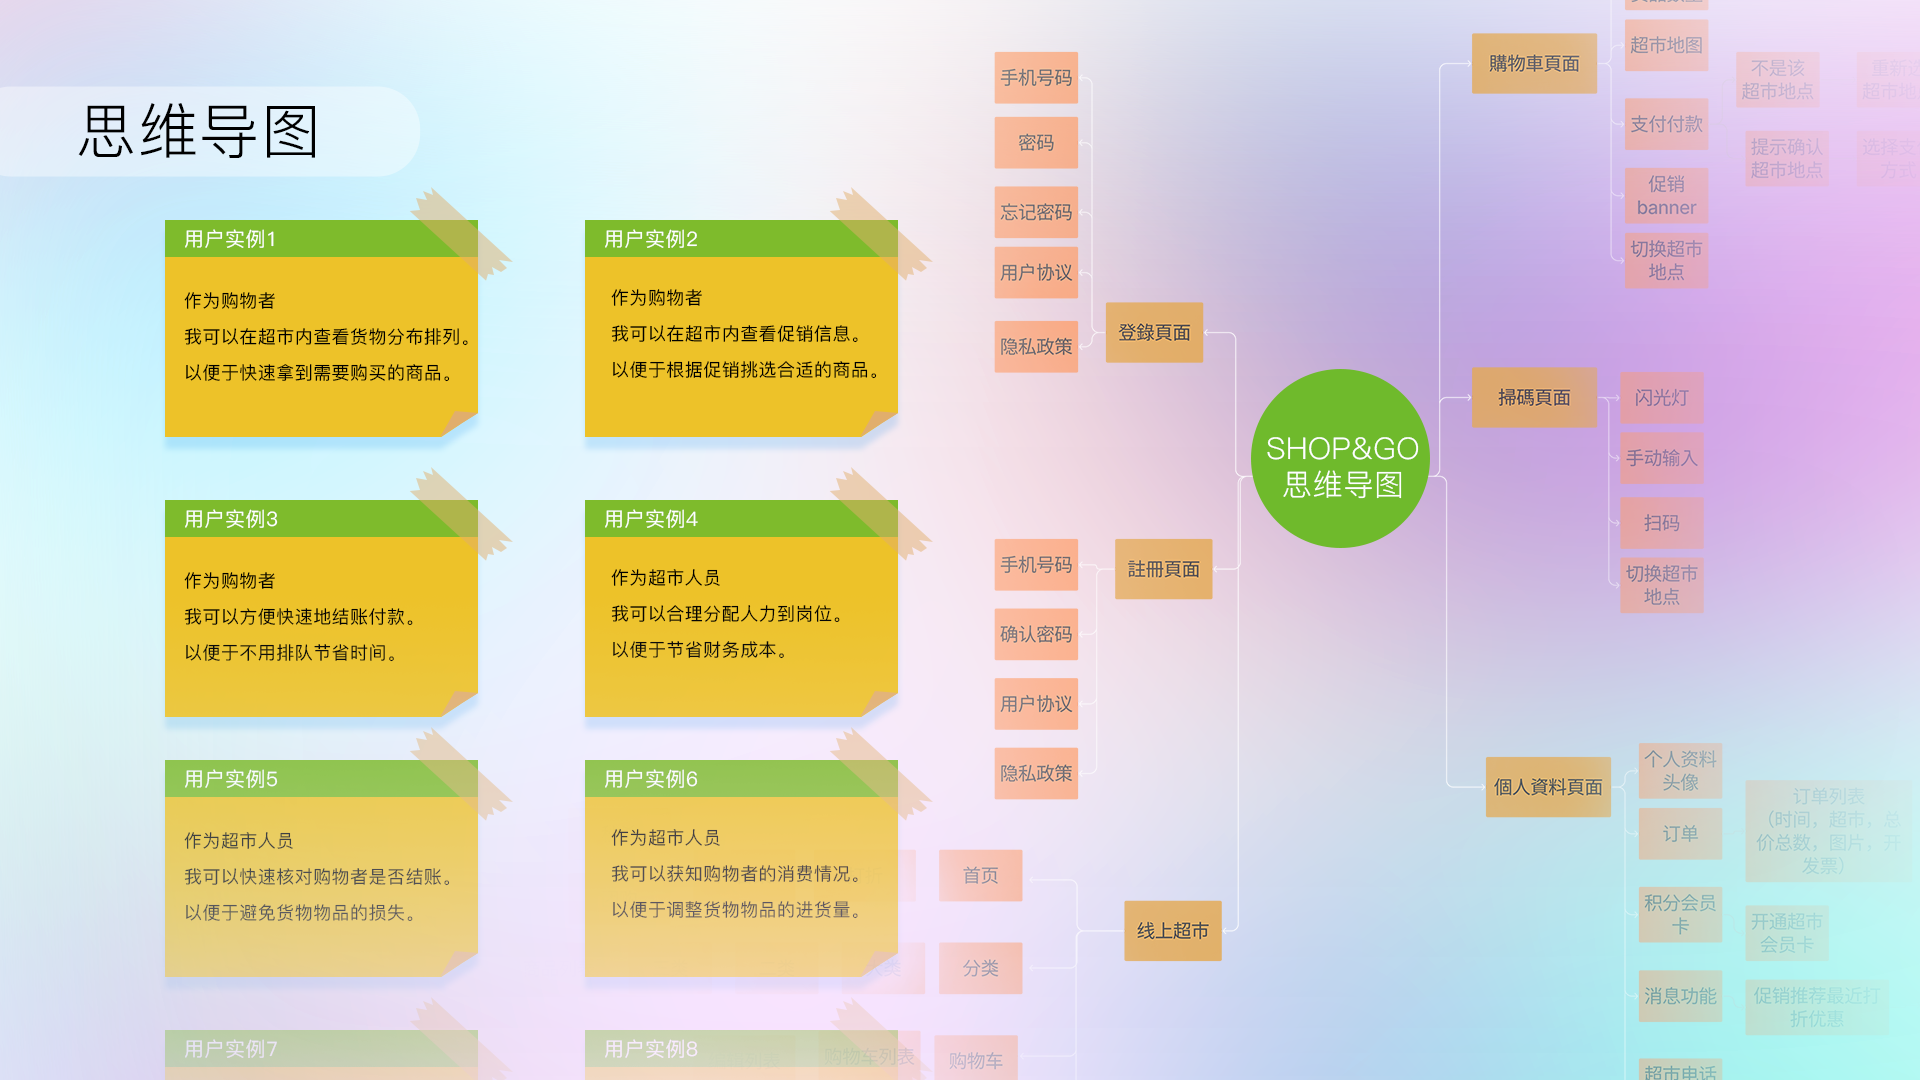 思维导图
用户实例1
作为购物者
我可以在超市内查看货物分布排列。
以便于快速拿到需要购买的商品。
用户实例2
作为购物者
我可以在超市内查看促销信息。
以便于根据促销挑选合适的商品。
用户实例3
作为购物者
我可以方便快速地结账付款。
以便于不用排队节省时间。
用户实例4
作为超市人员
我可以合理分配人力到岗位。
以便于节省财务成本。
用户实例5
作为超市人员
我可以快速核对购物者是否结账。
以便于避免货物物品的损失。
用户实例6
作为超市人员
我可以获知购物者的消费情况。
以便于调整货物物品的进货量。
用户实例7
用户实例8
SHOP&GO
思维导图
登錄頁面
手机号码
密码
忘记密码
用户协议
隐私政策
註冊頁面
手机号码
确认密码
用户协议
隐私政策
线上超市
首页
分类
购物车
购物车列表
購物車頁面
超市地图
支付付款
促销
banner
切换超市
地点
不是该
超市地点
提示确认
超市地点
掃碼頁面
闪光灯
手动输入
扫码
切换超市
地点
個人資料頁面
个人资料
头像
订单
积分会员
卡
消息功能
超市电话
订单列表
（时间，超市，总
价总数，图片，开
发票）
开通超市
会员卡
促销推荐最近打
折优惠